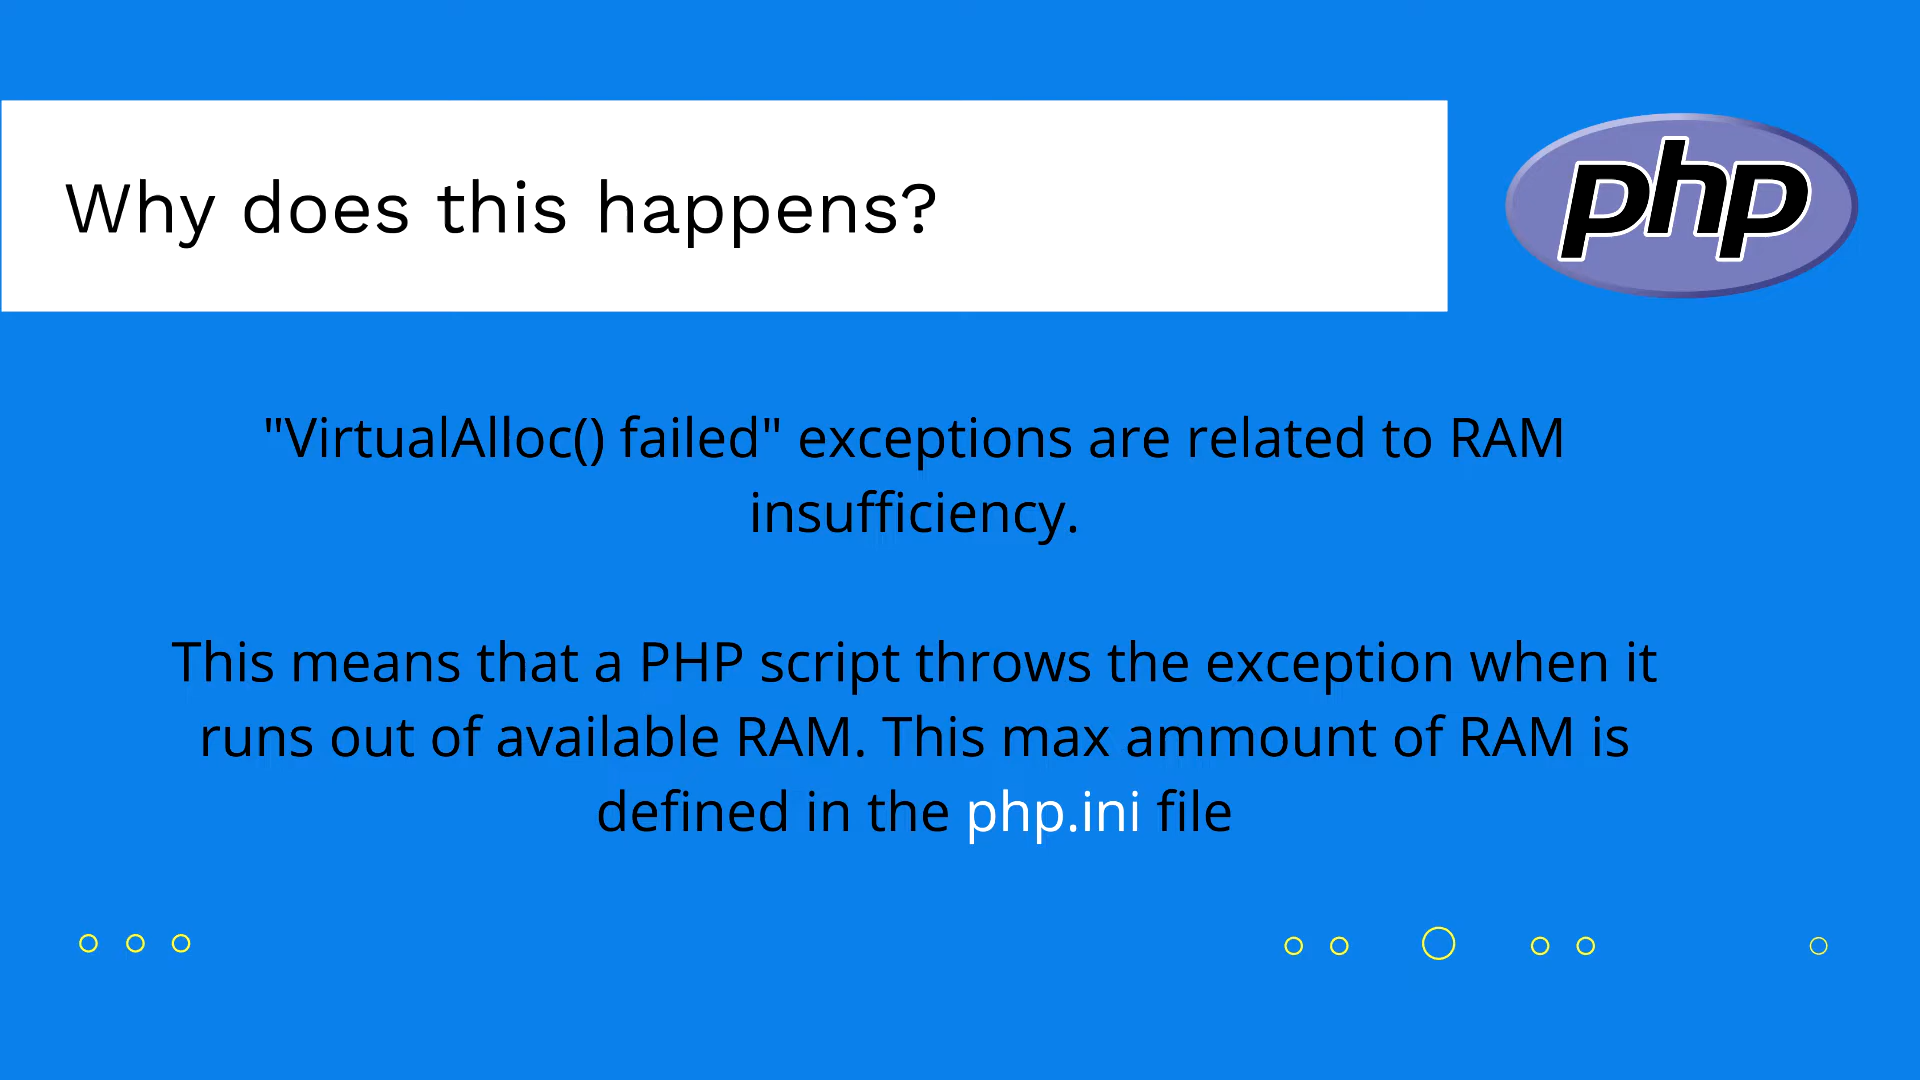 Why does this happens?
php
"VirtualAlloc() failed" exceptions are related to RAM
insufficiency.
This means that a PHP script throws the exception when it
runs out of available RAM. This max ammount of RAM is
defined in the php.ini file